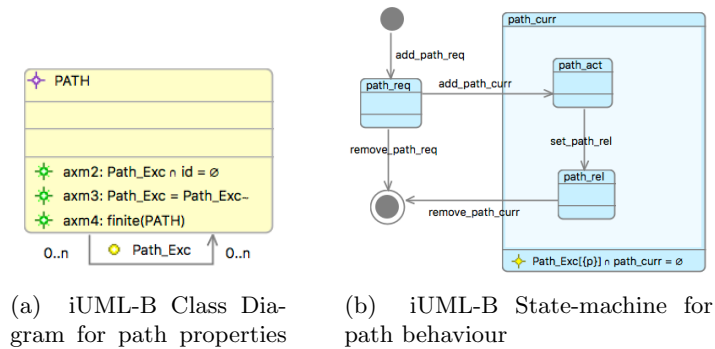 PATH
axm2: Path_Exc ∩ id = ∅
axm3: Path_Exc = Path_Exc~
axm4: finite(PATH)
0..n
Path_Exc
0..n
(a) iUML-B Class Dia-
gram for path properties
path_curr
add_path_req
path_act
path_req
add_path_curr
set_path_rel
remove_path_req
path_rel
remove_path_curr
Path_Exc[{p}] ∩ path_curr = ∅
(b) iUML-B State-machine for
path behaviour